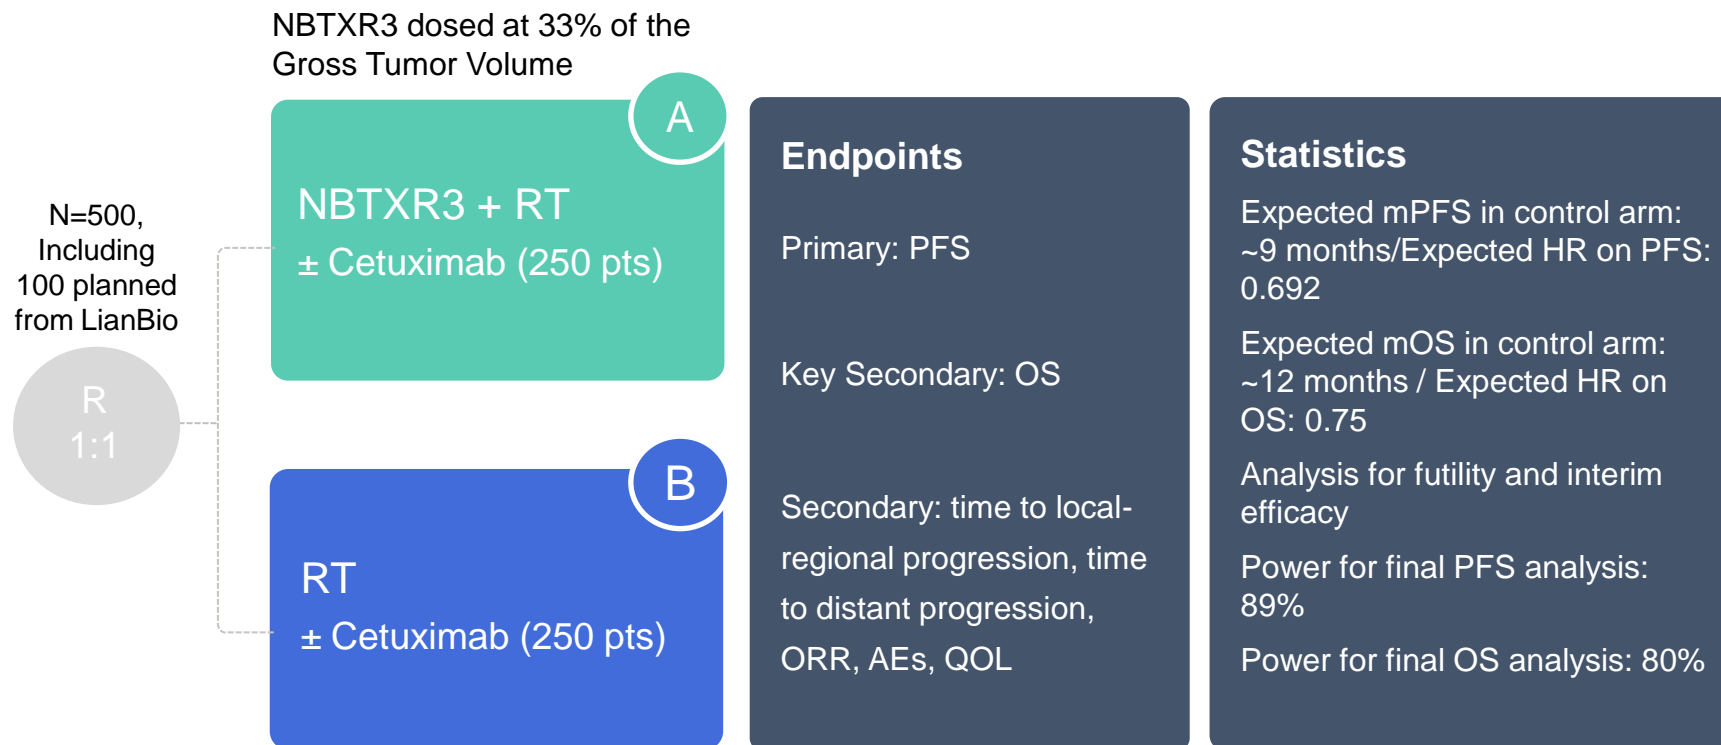 NBTXR3 dosed at 33% of the
Gross Tumor Volume
N=500,
Including
100 planned
from LianBio
R
1:1
A
NBTXR3 + RT
± Cetuximab (250 pts)
B
RT
± Cetuximab (250 pts)
Endpoints
Primary: PFS
Key Secondary: OS
Secondary: time to local-
regional progression, time
to distant progression,
ORR, AEs, QOL
Statistics
Expected mPFS in control arm:
~9 months/Expected HR on PFS:
0.692
Expected mOS in control arm:
~12 months / Expected HR on
OS: 0.75
Analysis for futility and interim
efficacy
Power for final PFS analysis:
89%
Power for final OS analysis: 80%